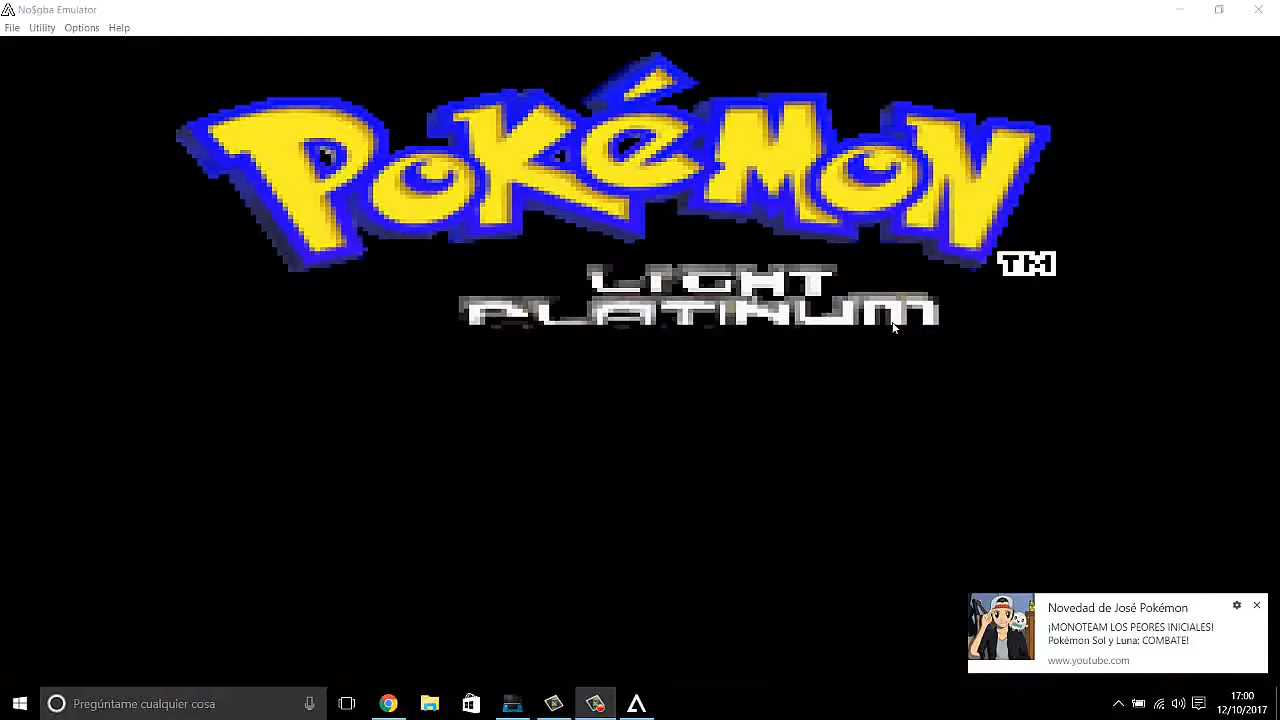 No$gba Emulator
File Utility Options Help
POKéMON
TM
LIGHT
PLATINUM
Novedad de José Pokémon
¡MONOTEAM LOS PEORES INICIALES!
Pokémon Sol y Luna: COMBATE!
www.youtube.com
Pregúntame cualquier cosa
17:00
12/10/2017